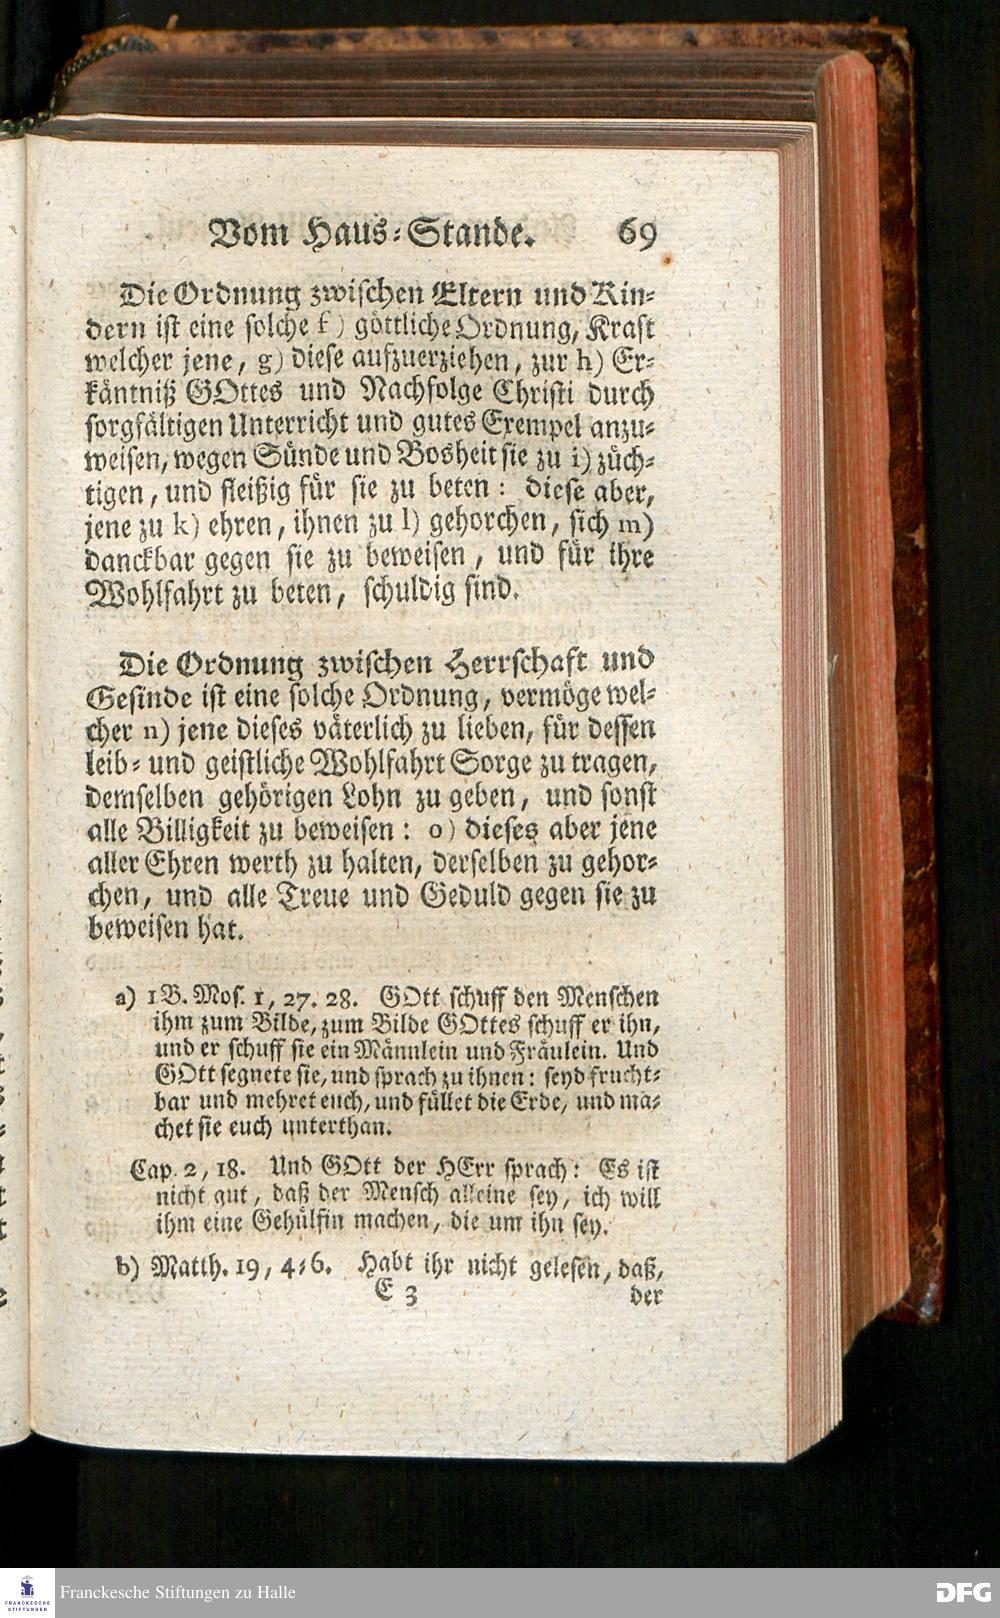 Vom Haus-Stande. 69
Die Ordnung zwischen Eltern und Kin-
dern ist eine solche f) göttliche Ordnung, Kraft
welcher jene, g) diese aufzuerziehen, zur h) Er-
käntniß GOttes und Nachfolge Christi durch
sorgfältigen Unterricht und gutes Exempel anzu-
weisen, wegen Sünde und Bosheit sie zu i) züch-
tigen, und fleißig für sie zu beten: diese aber,
jene zu k) ehren, ihnen zu l) gehorchen, sich m)
danckbar gegen sie zu beweisen, und für ihre
Wohlfahrt zu beten, schuldig sind.
Die Ordnung zwischen Herrschaft und
Gesinde ist eine solche Ordnung, vermöge wel-
cher n) jene dieses väterlich zu lieben, für dessen
leib- und geistliche Wohlfahrt Sorge zu tragen,
demselben gehörigen Lohn zu geben, und sonst
alle Billigkeit zu beweisen: o) dieses aber jene
aller Ehren werth zu halten, derselben zu gehor-
chen, und alle Treue und Geduld gegen sie zu
beweisen hat.
a) 1 B. Mos. 1, 27. 28. GOtt schuff den Menschen
ihm zum Bilde, zum Bilde GOttes schuff er ihn,
und er schuff sie ein Männlein und Fräulein. Und
GOtt segnete sie, und sprach zu ihnen: seyd frucht-
bar und mehret euch, und füllet die Erde, und ma-
chet sie euch unterthan.
Cap. 2, 18. Und GOtt der HErr sprach: Es ist
nicht gut, daß der Mensch alleine sey, ich will
ihm eine Gehülfin machen, die um ihn sey.
b) Matth. 19, 4-6. Habt ihr nicht gelesen, daß,
E 3 der
FRANCKESCHE
STIFTUNGEN
Franckesche Stiftungen zu Halle
DFG